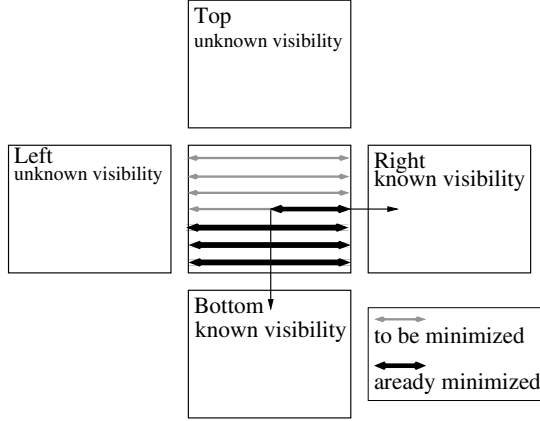 Top
unknown visibility
Left
unknown visibility
Right
known visibility
Bottom
known visibility
to be minimized
aready minimized